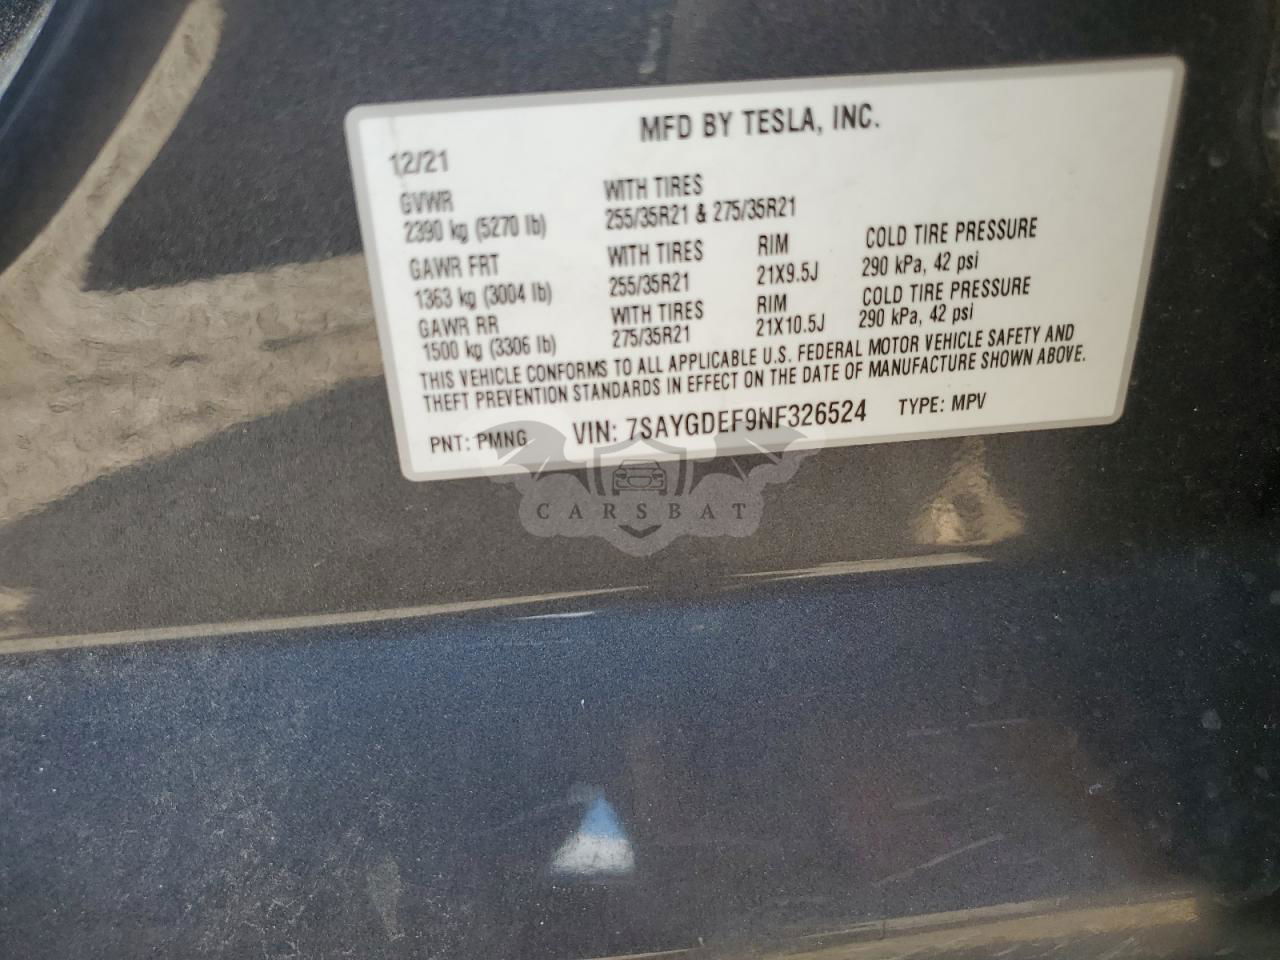 MFD BY TESLA, INC.
12/21
GVWR WITH TIRES
2390 kg (5270 lb) 255/35R21 & 275/35R21
GAWR FRT WITH TIRES RIM COLD TIRE PRESSURE
1363 kg (3004 lb) 255/35R21 21X9.5J 290 kPa, 42 psi
GAWR RR WITH TIRES RIM COLD TIRE PRESSURE
1500 kg (3306 lb) 275/35R21 21X10.5J 290 kPa, 42 psi
THIS VEHICLE CONFORMS TO ALL APPLICABLE U.S. FEDERAL MOTOR VEHICLE SAFETY AND
THEFT PREVENTION STANDARDS IN EFFECT ON THE DATE OF MANUFACTURE SHOWN ABOVE.
PNT: PMNG VIN: 7SAYGDEF9NF326524 TYPE: MPV
CARSBAT